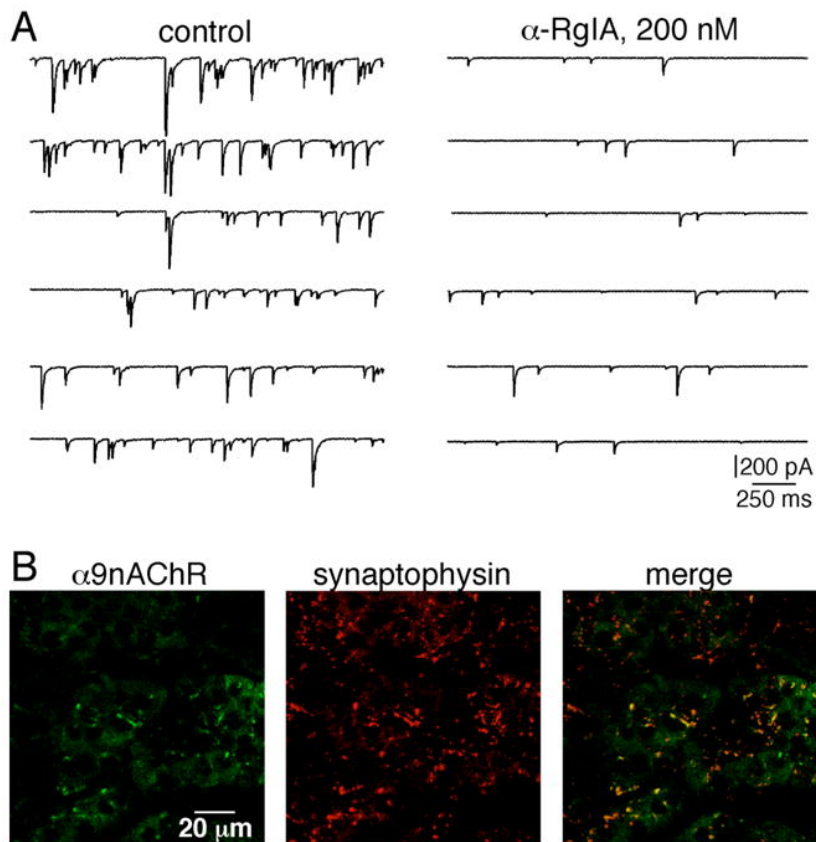 A
control
α-RgIA, 200 nM
200 pA
250 ms
B
α9nAChR
synaptophysin
merge
20 µm